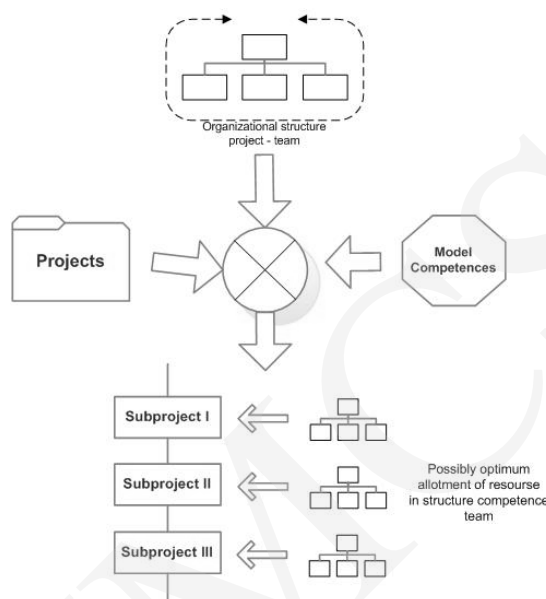 Organizational structure
project - team
Projects
Model
Competences
Subproject I
Subproject II
Possibly optimum
allotment of resourse
in structure competence
team
Subproject III